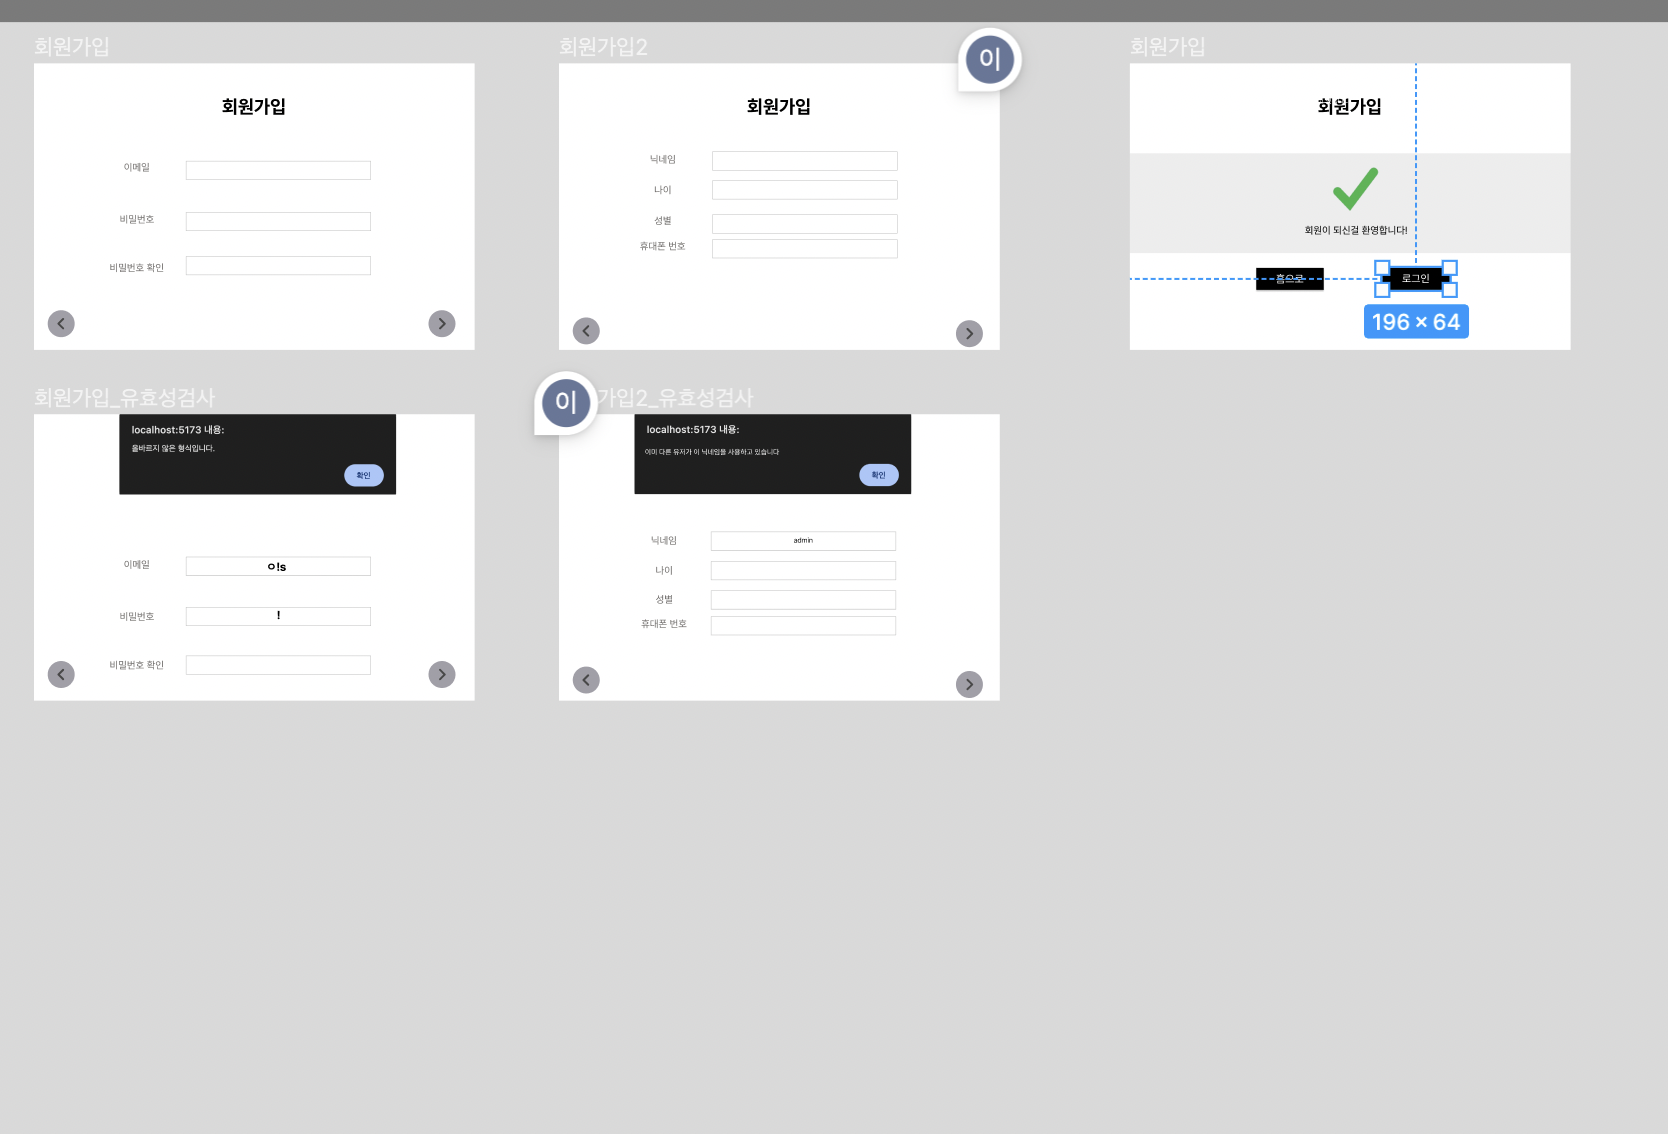 회원가입
회원가입
이메일
비밀번호
비밀번호 확인
회원가입2
이
회원가입
닉네임
나이
성별
휴대폰 번호
회원가입
회원가입
회원이 되신걸 환영합니다!
홈으로
로그인
196 × 64
회원가입_유효성검사
localhost:5173 내용:
올바르지 않은 형식입니다.
확인
이메일
ㅇ!s
비밀번호
!
비밀번호 확인
이
가입2_유효성검사
localhost:5173 내용:
이미 다른 유저가 이 닉네임을 사용하고 있습니다
확인
닉네임
admin
나이
성별
휴대폰 번호